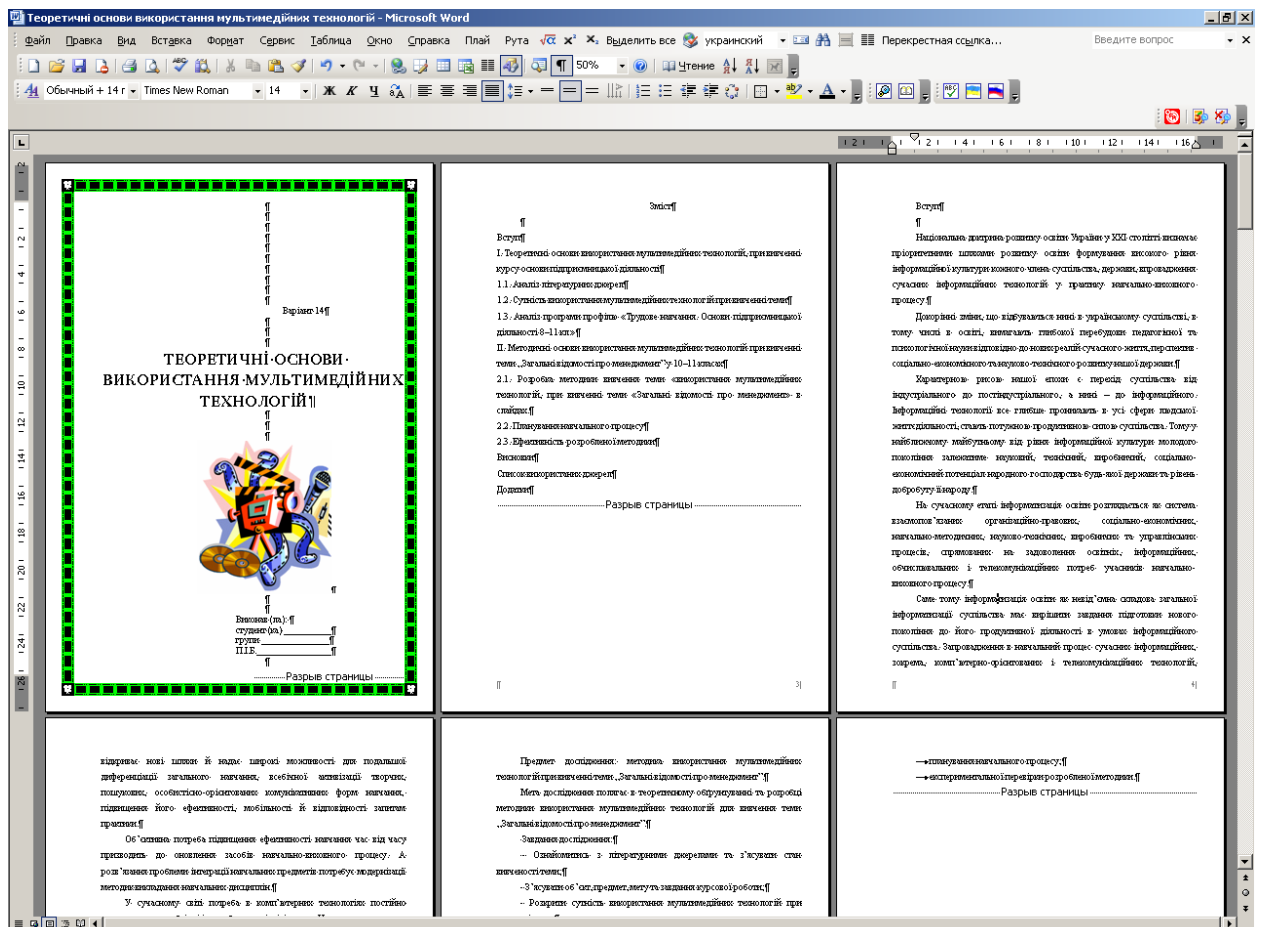 Теоретичні основи використання мультимедійних технологій - Microsoft Word
Файл Правка Вид Вставка Формат Сервис Таблица Окно Справка Плай Рута √α x² x₂ Выделить все украинский Перекрестная ссылка... Введите вопрос
50% Чтение
Обычный + 14 г Times New Roman 14 Ж К Ч
2 2 4 6 8 10 12 14 16
Варіант·14¶
ТЕОРЕТИЧНІ·ОСНОВИ·
ВИКОРИСТАННЯ·МУЛЬТИМЕДІЙНИХ
ТЕХНОЛОГІЙ¶
Виконав·(ла):·¶
студент·(ка)____________¶
групи____________¶
П.І.Б.____________¶
Разрыв страницы
Зміст¶
¶
Вступ¶
І.·Теоретичні·основи·використання·мультимедійних·технологій,·при·вивченні·
курсу·основи·підприємницької·діяльності¶
1.1.·Аналіз·літературних·джерел¶
1.2.·Сутність·використання·мультимедійних·технологій·при·вивченні·теми¶
1.3.·Аналіз·програми·профілю·«Трудове·навчання.·Основи·підприємницької·
діяльності·8–11·кл»¶
ІІ.·Методичні·основи·використання·мультимедійних·технологій·при·вивченні·
теми·„Загальні·відомості·про·менеджмент”·у·10–11·класах¶
2.1.·Розробка·методики·вивчення·теми·«використання·мультимедійних·
технологій,·при·вивченні·теми·«Загальні·відомості·про·менеджмент»·в·
слайдах¶
2.2.·Планування·навчального·процесу¶
2.3.·Ефективність·розробленої·методики¶
Висновки¶
Список·використаних·джерел¶
Додатки¶
Разрыв страницы
¶ 3
Вступ¶
¶
Національна·доктрина·розвитку·освіти·України·у·ХХІ·столітті·визначає·
пріоритетними·шляхами·розвитку·освіти·формування·високого·рівня·
інформаційної·культури·кожного·члена·суспільства,·держави,·впровадження·
сучасних·інформаційних·технологій·у·практику·навчально-виховного·
процесу.¶
Докорінні·зміни,·що·відбуваються·нині·в·українському·суспільстві,·в·
тому·числі·в·освіті,·вимагають·глибокої·перебудови·педагогічної·та·
психологічної·науки·відповідно·до·нових·реалій·сучасного·життя,·перспектив·
соціально-економічного·та·науково-технічного·розвитку·нашої·держави.¶
Характерною·рисою·нашої·епохи·є·перехід·суспільства·від·
індустріального·до·постіндустріального,·а·нині·–·до·інформаційного.·
Інформаційні·технології·все·глибше·проникають·в·усі·сфери·людської·
життєдіяльності,·стають·потужною·продуктивною·силою·суспільства.·Тому·у·
найближчому·майбутньому·від·рівня·інформаційної·культури·молодого·
покоління·залежатиме·науковий,·технічний,·виробничий,·соціально-
економічний·потенціал·народного·господарства·будь-якої·держави·та·рівень·
добробуту·її·народу.¶
На·сучасному·етапі·інформатизація·освіти·розглядається·як·система·
взаємопов’язаних·організаційно-правових,·соціально-економічних,·
навчально-методичних,·науково-технічних,·виробничих·та·управлінських·
процесів,·спрямованих·на·задоволення·освітніх,·інформаційних,·
обчислювальних·і·телекомунікаційних·потреб·учасників·навчально-
виховного·процесу.¶
Саме·тому·інформатизація·освіти·як·невід’ємна·складова·загальної·
інформатизації·суспільства·має·вирішити·завдання·підготовки·нового·
покоління·до·його·продуктивної·діяльності·в·умовах·інформаційного·
суспільства.·Запровадження·в·навчальний·процес·сучасних·інформаційних,·
зокрема,·комп’ютерно-орієнтованих·і·телекомунікаційних·технологій,·
¶ 4
відкриває·нові·шляхи·й·надає·широкі·можливості·для·подальшої·
диференціації·загального·навчання,·всебічної·активізації·творчих,·
пошукових,·особистісно-орієнтованих·комунікативних·форм·навчання,·
підвищення·його·ефективності,·мобільності·й·відповідності·запитам·
практики.¶
Об’єктивна·потреба·підвищення·ефективності·навчання·час·від·часу·
призводить·до·оновлення·засобів·навчально-виховного·процесу.·А·
розв’язання·проблеми·інтеграції·навчальних·предметів·потребує·модернізації·
методик·викладання·навчальних·дисциплін.¶
У·сучасному·світі·потреба·в·комп’ютерних·технологіях·постійно·
Предмет·дослідження:·методика·використання·мультимедійних·
технологій·при·вивченні·теми·„Загальні·відомості·про·менеджмент”¶
Мета·дослідження·полягає·в·теоретичному·обґрунтуванні·та·розробці·
методики·використання·мультимедійних·технологій·для·вивчення·теми·
„Загальні·відомості·про·менеджмент”¶
·Завдання·дослідження:¶
–·Ознайомитись·з·літературними·джерелами·та·з’ясувати·стан·
вивченості·теми;¶
–·З’ясувати·об’єкт,·предмет,·мету·та·завдання·курсової·роботи;¶
–·Розкрити·сутність·використання·мультимедійних·технологій·при·
→планування·навчального·процесу;¶
→експериментальної·перевірки·розробленої·методики.¶
Разрыв страницы